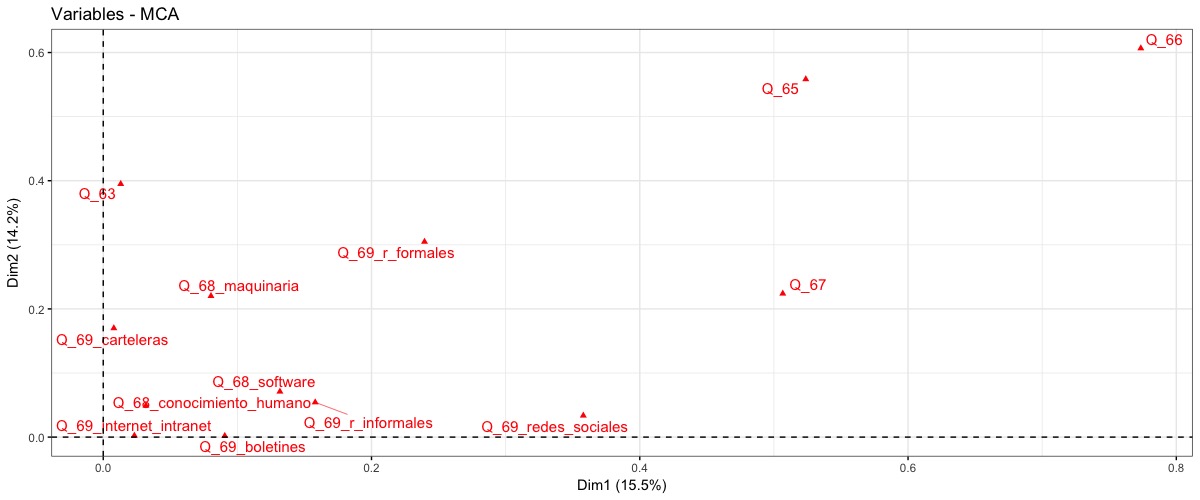 Variables - MCA
Q_66
0.6
Q_65
0.4
Q_63
Q_69_r_formales
Q_68_maquinaria
Q_67
0.2
Q_69_carteleras
Q_68_software
Q_68_conocimiento_humano
Q_69_r_informales
Q_69_redes_sociales
Q_69_internet_intranet
0.0
Q_69_boletines
0.0 0.2 0.4 0.6 0.8
Dim1 (15.5%)
Dim2 (14.2%)